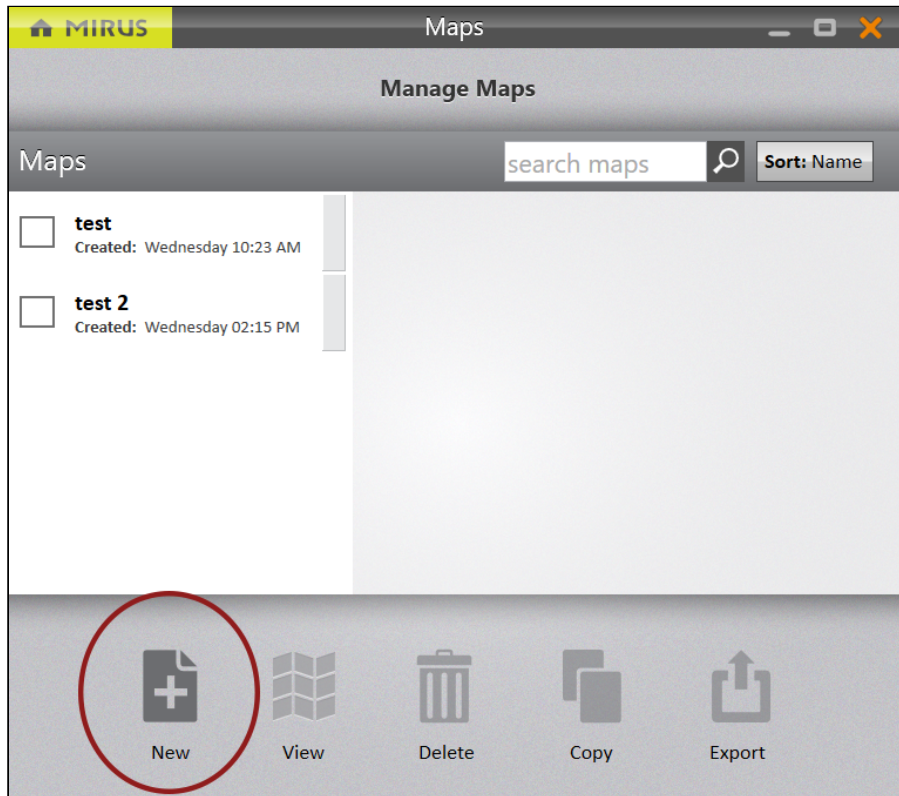 MIRUS
Maps
Manage Maps
Maps
search maps
Sort: Name
test
Created: Wednesday 10:23 AM
test 2
Created: Wednesday 02:15 PM
New
View
Delete
Copy
Export